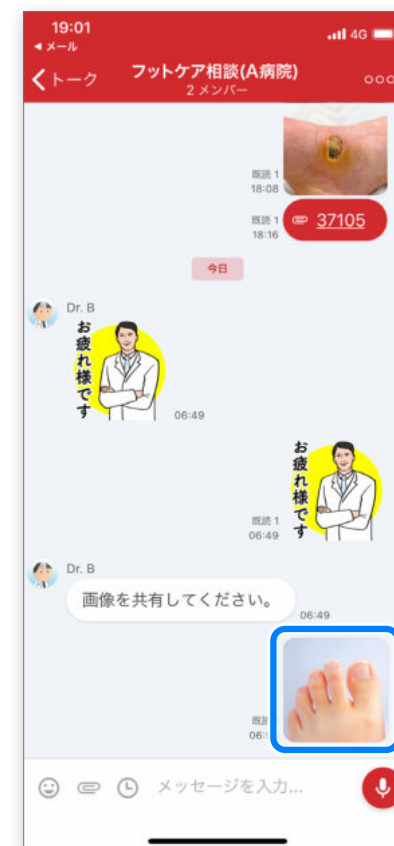 19:01
4G
◀ メール
トーク
フットケア相談(A病院)
2 メンバー
既読 1
18:08
既読 1
18:16
37105
今日
Dr. B
お疲れ様です
06:49
お疲れ様です
既読 1
06:49
Dr. B
画像を共有してください。
06:49
既読
06:
メッセージを入力...